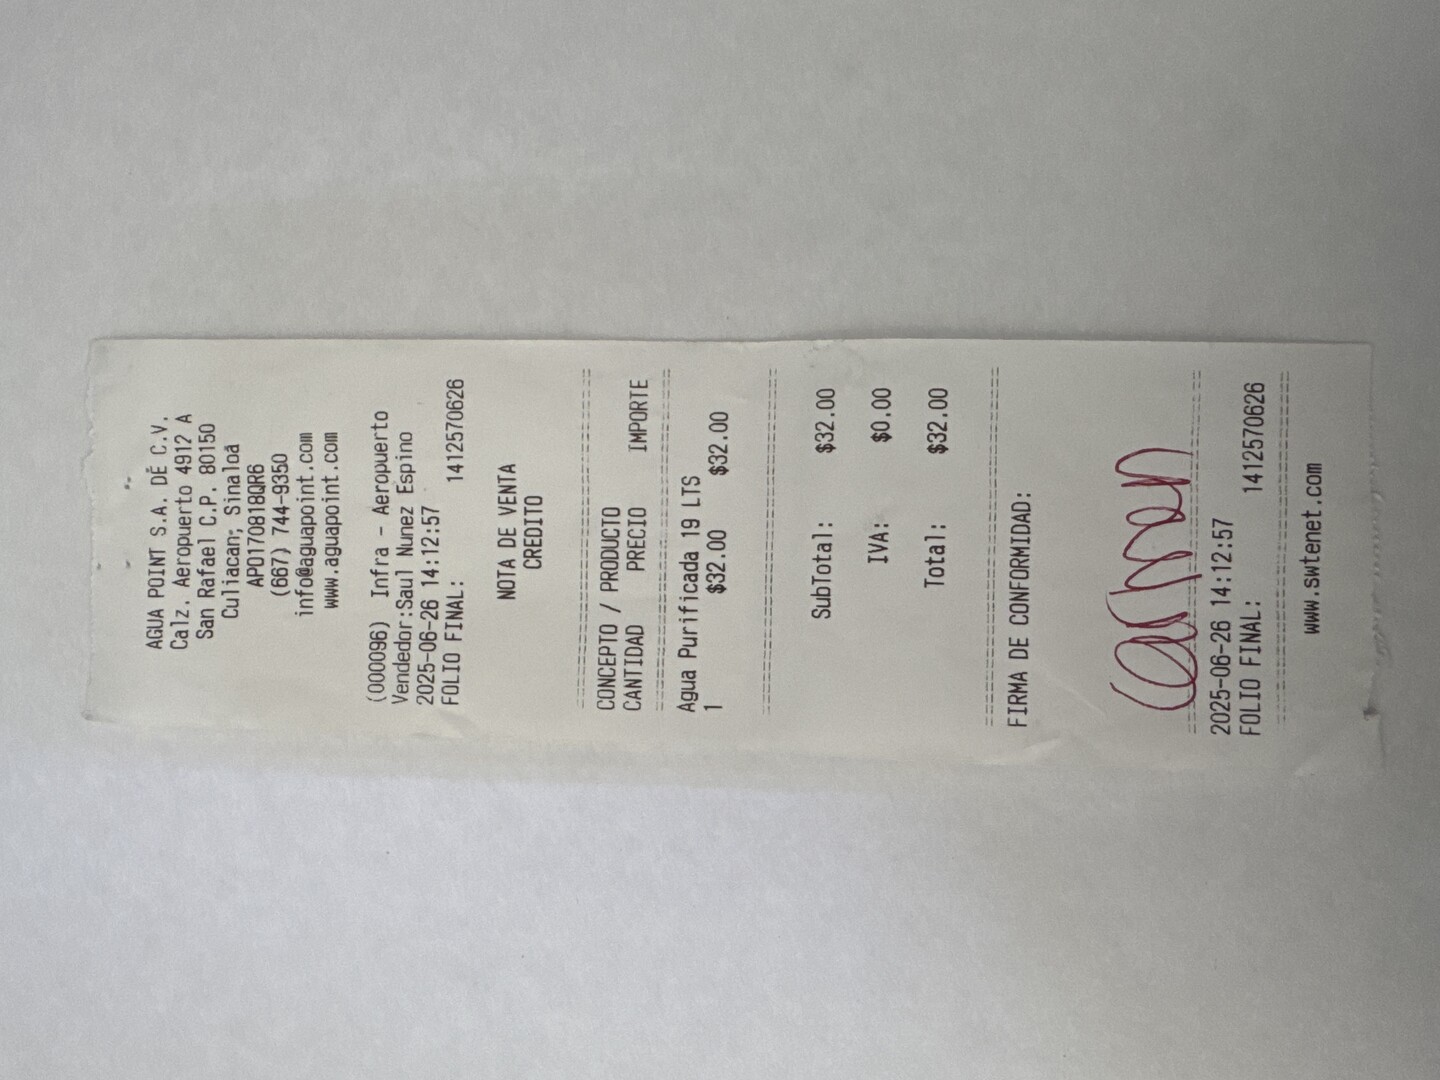 AGUA POINT S.A. DE C.V.
Calz. Aeropuerto 4912 A
San Rafael C.P. 80150
Culiacan, Sinaloa
APO170818QR6
(667) 744-9350
info@aguapoint.com
www.aguapoint.com
(000096) Infra - Aeropuerto
Vendedor:Saul Nunez Espino
2025-06-26 14:12:57
FOLIO FINAL: 1412570626
NOTA DE VENTA
CREDITO
CONCEPTO / PRODUCTO
CANTIDAD PRECIO IMPORTE
Agua Purificada 19 LTS
1 $32.00 $32.00
SubTotal: $32.00
IVA: $0.00
Total: $32.00
FIRMA DE CONFORMIDAD:
Carmen
2025-06-26 14:12:57
FOLIO FINAL: 1412570626
www.swtenet.com